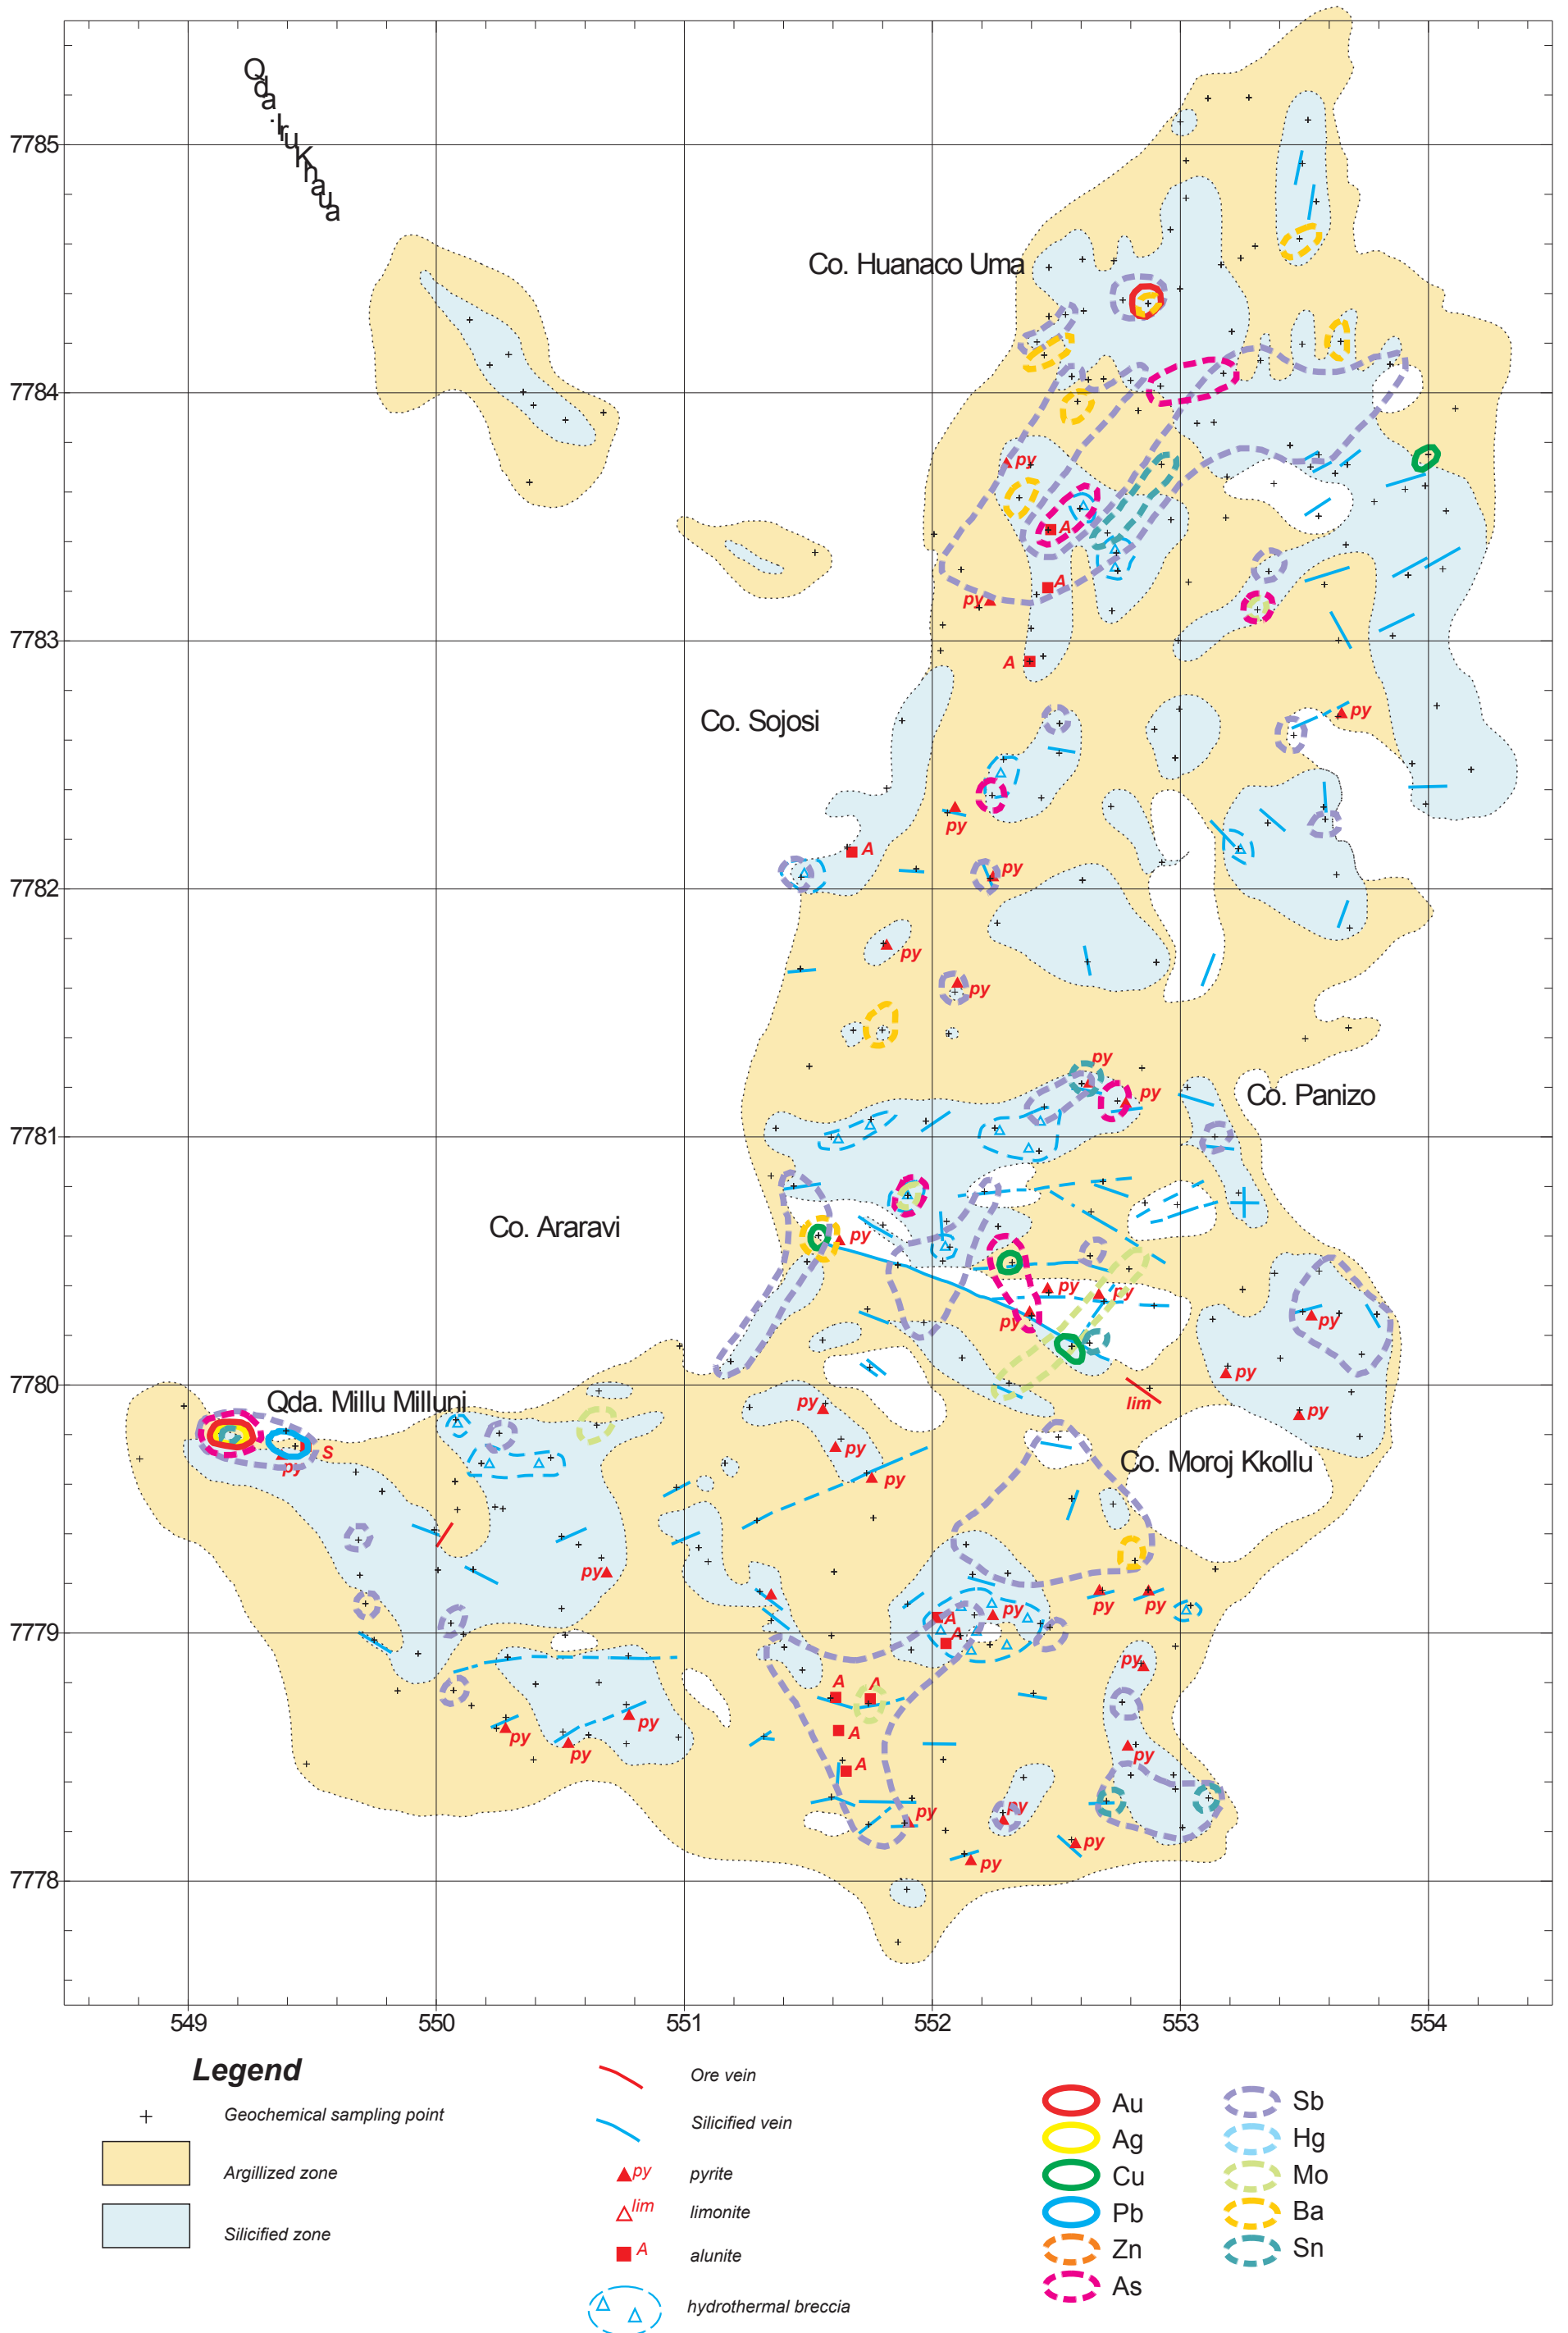 Qda. Iru Khaua
7785
Co. Huanaco Uma
7784
py
A
A
py
7783
A
Co. Sojosi
py
py
A
7782
py
py
py
py
py
Co. Panizo
7781
Co. Araravi
py
py
py
py
py
py
7780
lim
py
Qda. Millu Milluni
py
S
py
py
py
Co. Moroj Kkollu
py
py
py
A
py
7779
A
py
A
A
py
A
py
py
py
A
py
py
py
py
7778
549
550
551
552
553
554
Legend
Geochemical sampling point
Argillized zone
Silicified zone
Ore vein
Silicified vein
py
pyrite
lim
limonite
A
alunite
hydrothermal breccia
Au
Ag
Cu
Pb
Zn
As
Sb
Hg
Mo
Ba
Sn